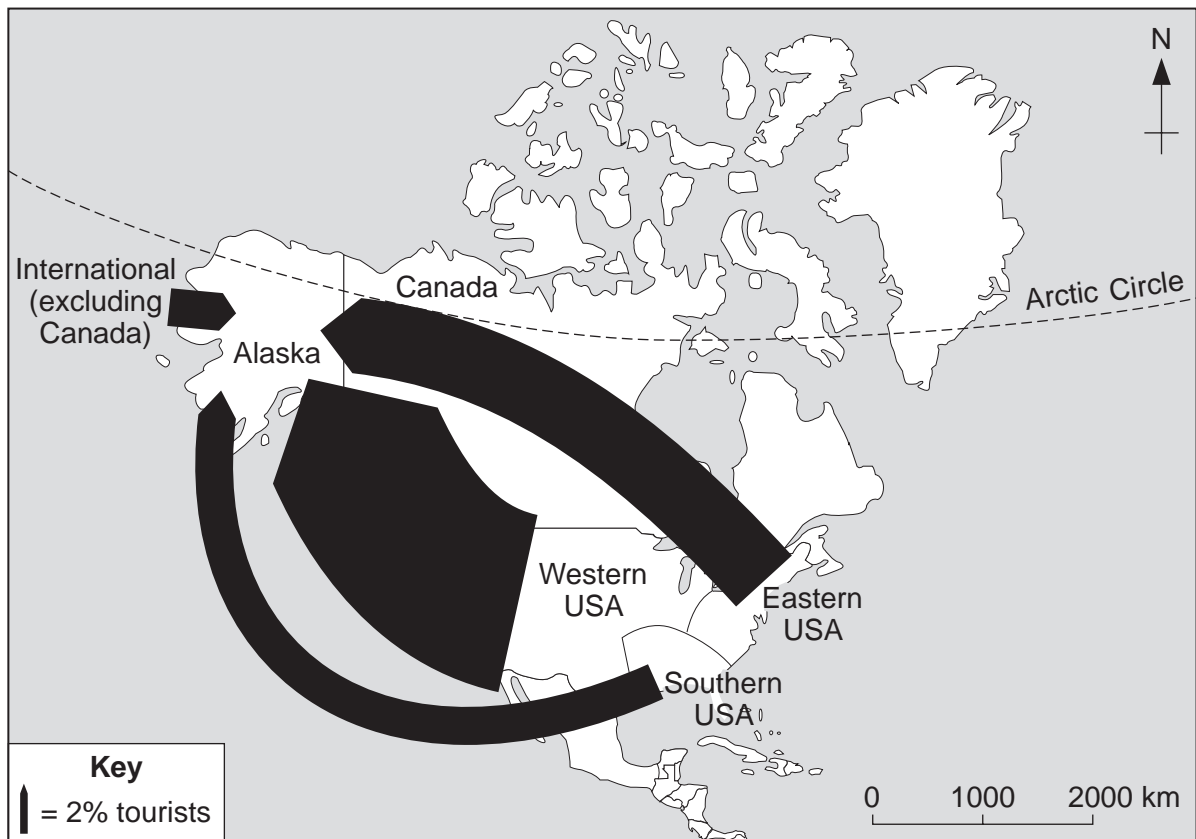 N
International
(excluding
Canada)
Canada
Arctic Circle
Alaska
Western
USA
Eastern
USA
Southern
USA
Key
= 2% tourists
0 1000 2000 km